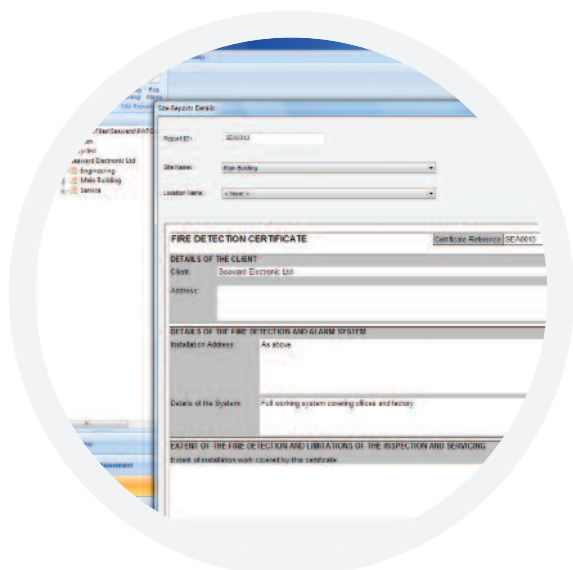 Site Reports Details
Report ID:
SEA0013
Site Name:
Main Building
Location Name:
< None >
Seaward Electronic Ltd
Engineering
Main Building
Service
FIRE DETECTION CERTIFICATE
Certificate Reference
SEA0013
DETAILS OF THE CLIENT
Client:
Seaward Electronic Ltd
Address:
DETAILS OF THE FIRE DETECTION AND ALARM SYSTEM
Installation Address:
As above
Details of the System:
Full working system covering offices and factory
EXTENT OF THE FIRE DETECTION AND LIMITATIONS OF THE INSPECTION AND SERVICING
Extent of installation work covered by this certificate: